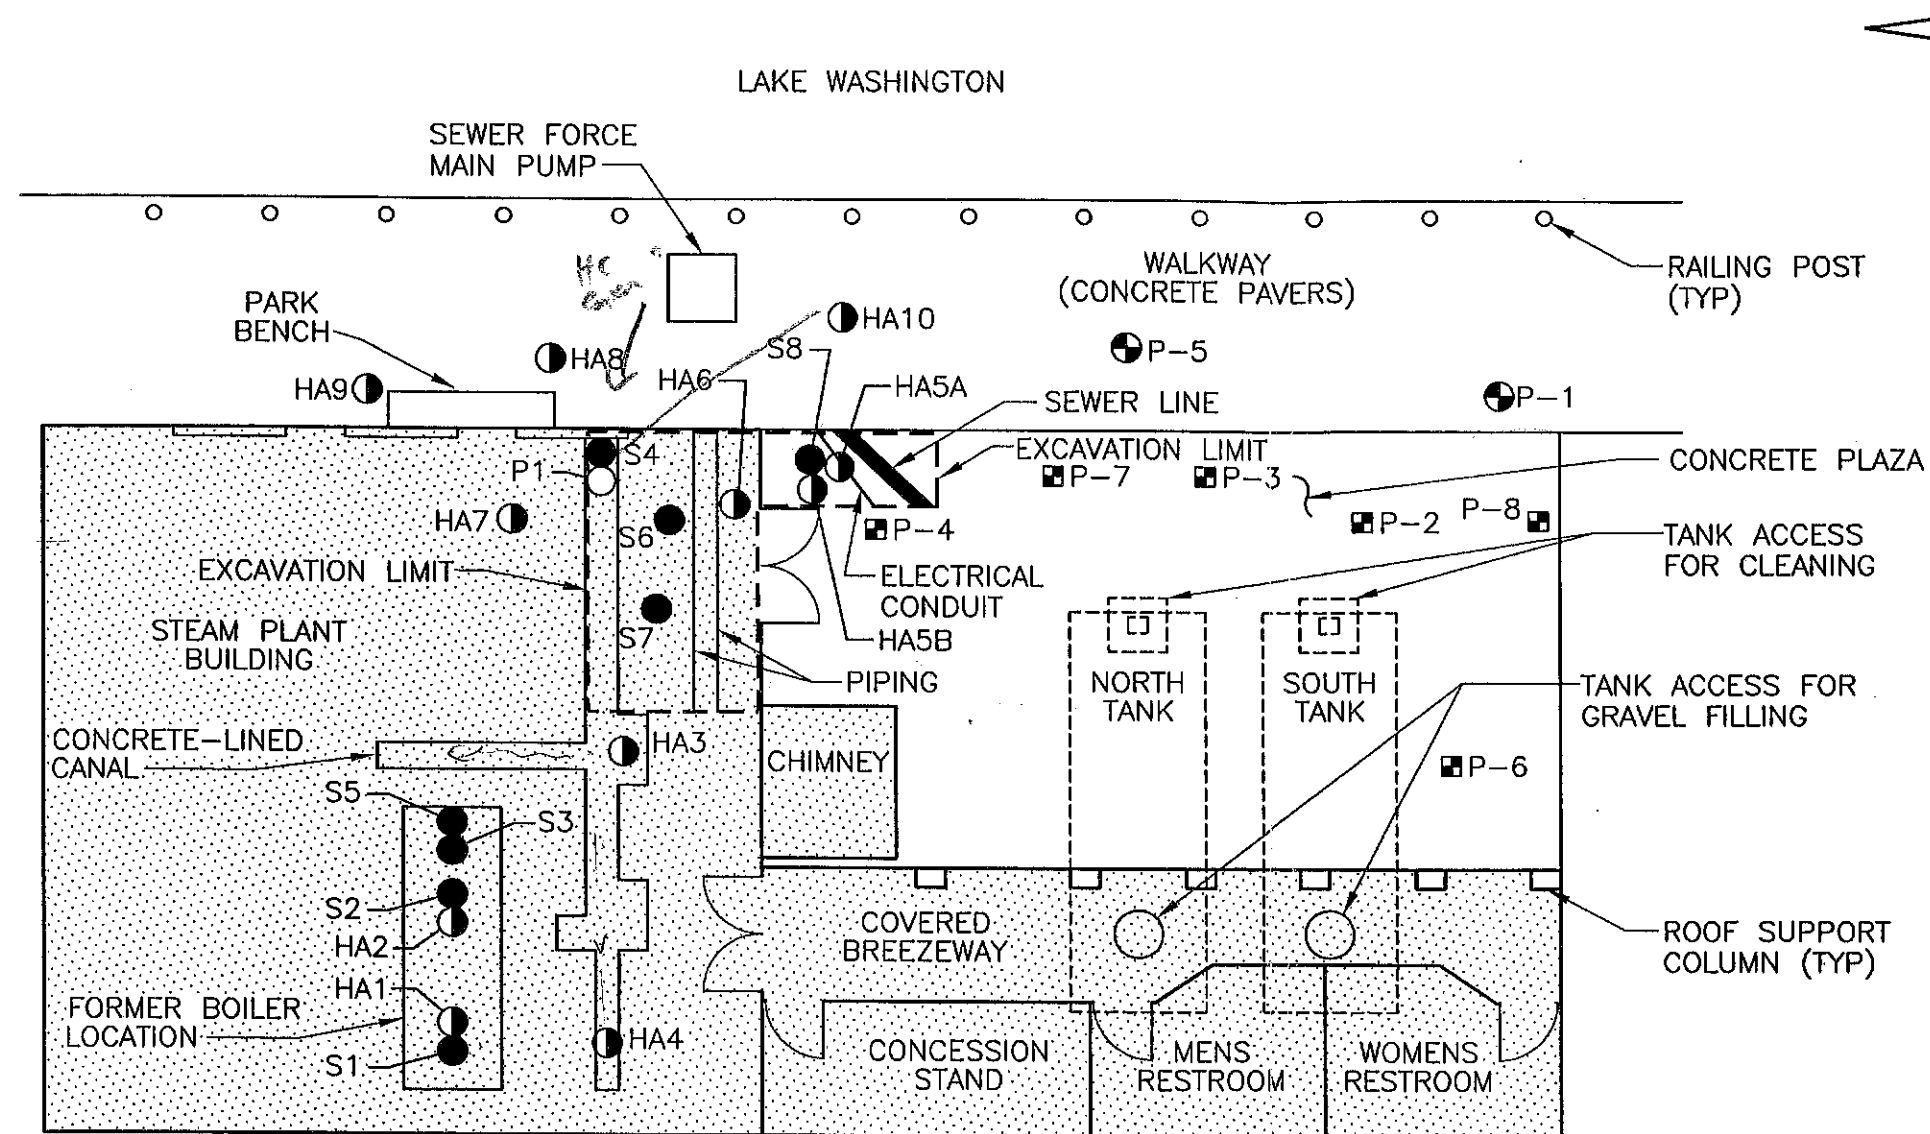 LAKE WASHINGTON
SEWER FORCE
MAIN PUMP
HC
WALKWAY
(CONCRETE PAVERS)
RAILING POST
(TYP)
PARK
BENCH
HA10
HA8
S8
P-5
HA9
HA6
HA5A
P-1
SEWER LINE
S4
EXCAVATION LIMIT
P1
P-7
P-3
CONCRETE PLAZA
HA7
S6
P-4
P-2
P-8
TANK ACCESS
FOR CLEANING
EXCAVATION LIMIT
ELECTRICAL
CONDUIT
STEAM PLANT
BUILDING
S7
HA5B
PIPING
NORTH
TANK
SOUTH
TANK
TANK ACCESS FOR
GRAVEL FILLING
CONCRETE-LINED
CANAL
HA3
CHIMNEY
P-6
S5
S3
S2
HA2
COVERED
BREEZEWAY
ROOF SUPPORT
COLUMN (TYP)
HA1
FORMER BOILER
LOCATION
HA4
S1
CONCESSION
STAND
MENS
RESTROOM
WOMENS
RESTROOM